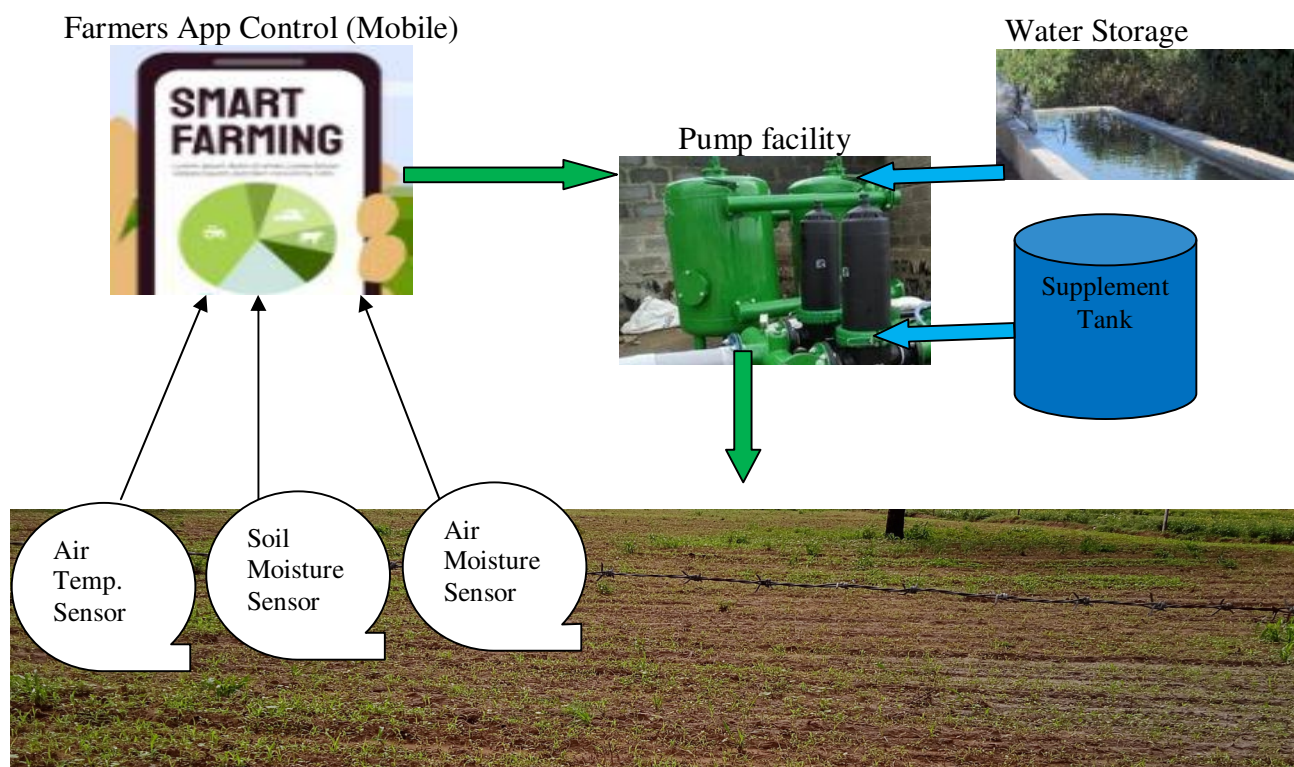 Farmers App Control (Mobile)
Water Storage
SMART
FARMING
Pump facility
Supplement
Tank
Air
Temp.
Sensor
Soil
Moisture
Sensor
Air
Moisture
Sensor